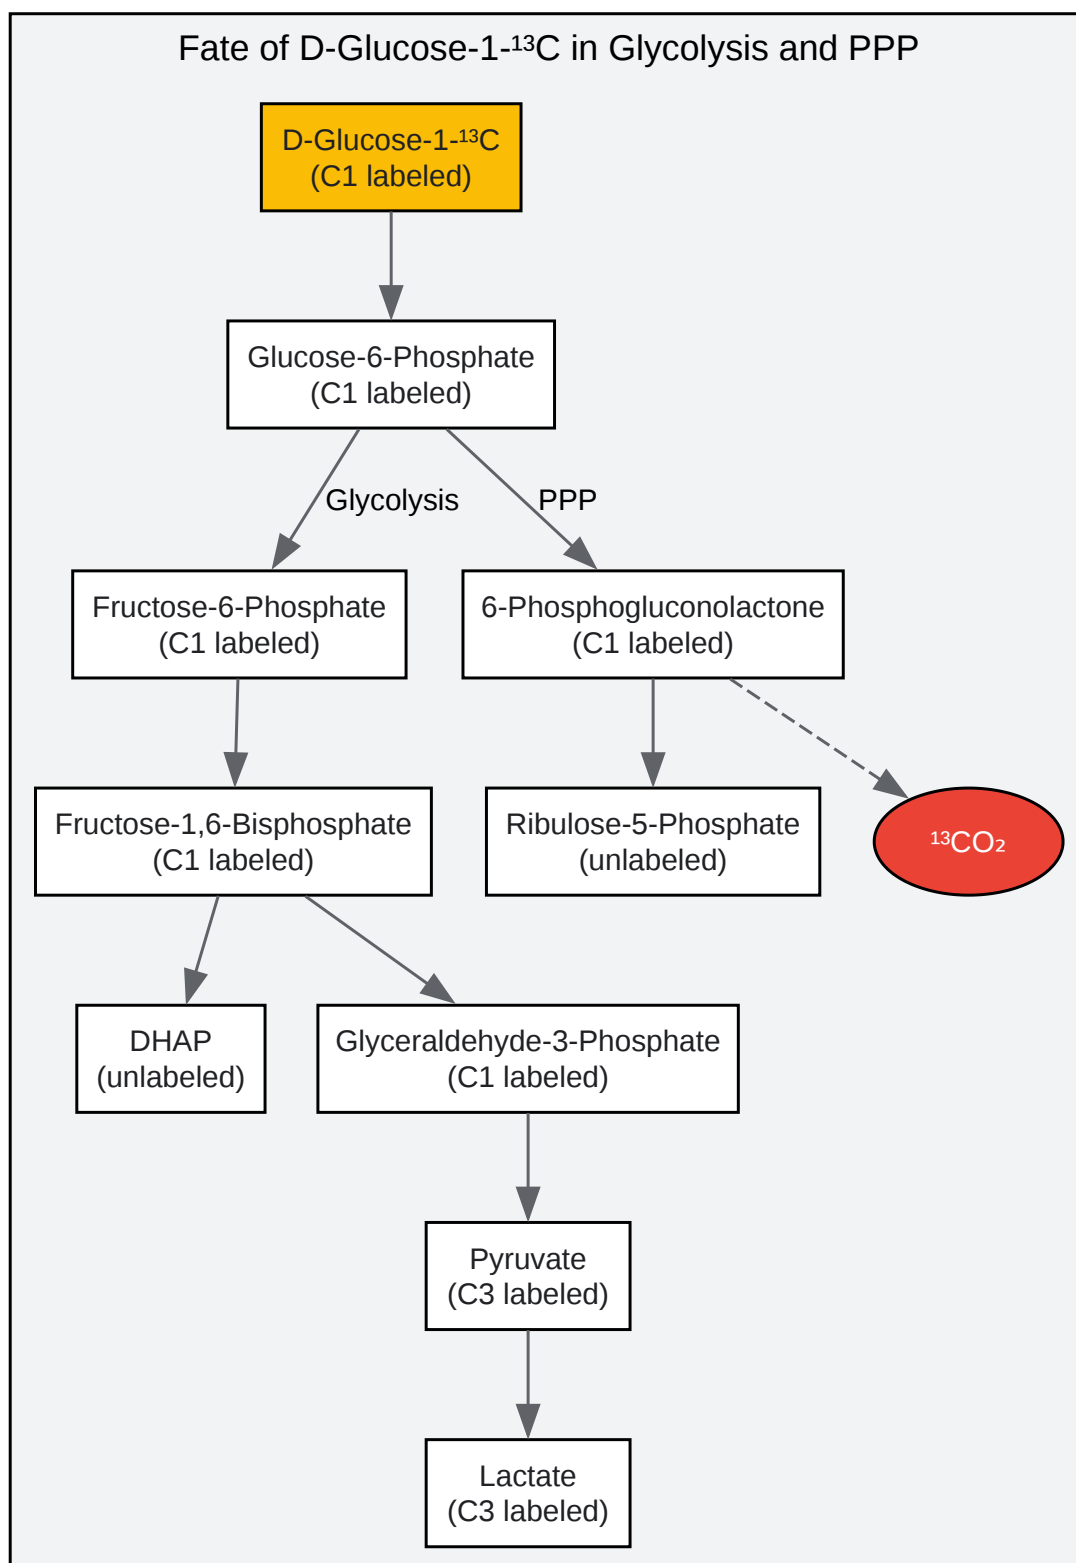 Fate of D-Glucose-1-¹³C in Glycolysis and PPP
D-Glucose-1-¹³C
(C1 labeled)
Glucose-6-Phosphate
(C1 labeled)
Glycolysis
PPP
Fructose-6-Phosphate
(C1 labeled)
6-Phosphogluconolactone
(C1 labeled)
Fructose-1,6-Bisphosphate
(C1 labeled)
Ribulose-5-Phosphate
(unlabeled)
¹³CO₂
DHAP
(unlabeled)
Glyceraldehyde-3-Phosphate
(C1 labeled)
Pyruvate
(C3 labeled)
Lactate
(C3 labeled)